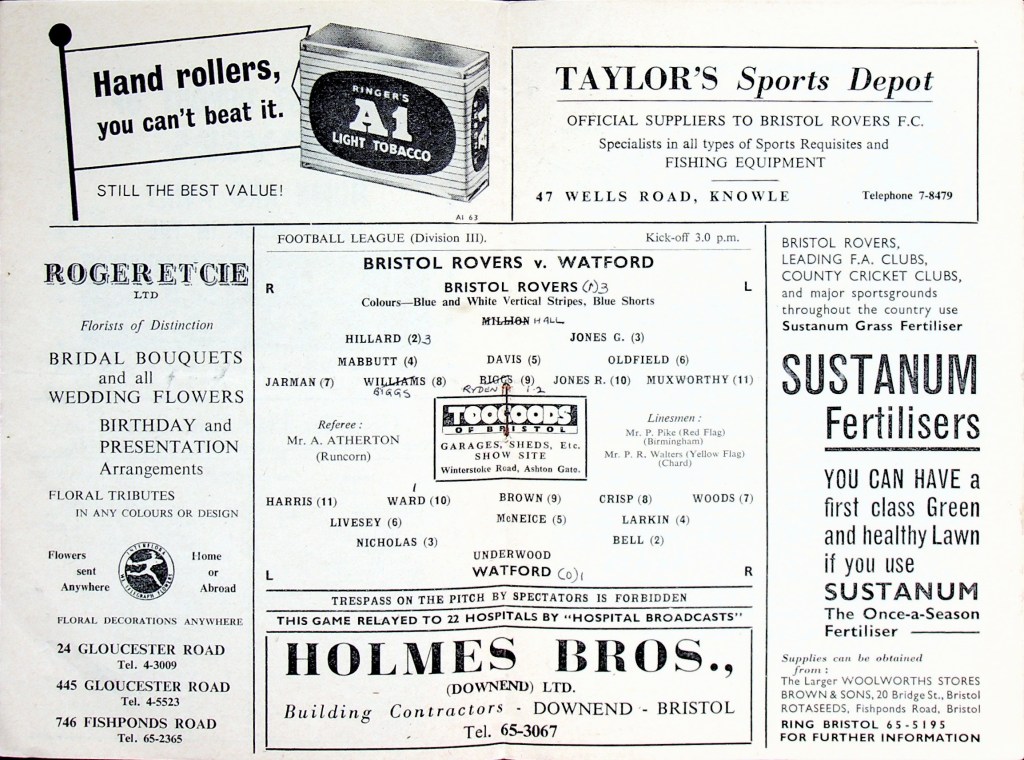 Hand rollers,
you can't beat it.
RINGER'S
A1
LIGHT TOBACCO
A1
STILL THE BEST VALUE!
A1 63
TAYLOR'S Sports Depot
OFFICIAL SUPPLIERS TO BRISTOL ROVERS F.C.
Specialists in all types of Sports Requisites and
FISHING EQUIPMENT
47 WELLS ROAD, KNOWLE Telephone 7-8479
ROGER ET CIE
LTD
Florists of Distinction
BRIDAL BOUQUETS
and all
WEDDING FLOWERS
BIRTHDAY and
PRESENTATION
Arrangements
FLORAL TRIBUTES
IN ANY COLOURS OR DESIGN
Flowers
sent
Anywhere
INTERFLORA
WE TELEGRAPH FLOWERS
Home
or
Abroad
FLORAL DECORATIONS ANYWHERE
24 GLOUCESTER ROAD
Tel. 4-3009
445 GLOUCESTER ROAD
Tel. 4-5523
746 FISHPONDS ROAD
Tel. 65-2365
FOOTBALL LEAGUE (Division III). Kick-off 3.0 p.m.
BRISTOL ROVERS v. WATFORD
R BRISTOL ROVERS (1) 3 L
Colours—Blue and White Vertical Stripes, Blue Shorts
MILLION HALL
HILLARD (2) 3 JONES G. (3)
MABBUTT (4) DAVIS (5) OLDFIELD (6)
JARMAN (7) WILLIAMS (8) BIGGS (9) JONES R. (10) MUXWORTHY (11)
BIGGS RYDEN 1·2
Referee :
Mr. A. ATHERTON
(Runcorn)
TOOGOODS
OF BRISTOL
GARAGES, SHEDS, Etc.
SHOW SITE
Winterstoke Road, Ashton Gate.
Linesmen :
Mr. P. Pike (Red Flag)
(Birmingham)
Mr. P. R. Walters (Yellow Flag)
(Chard)
1
HARRIS (11) WARD (10) BROWN (9) CRISP (8) WOODS (7)
LIVESEY (6) McNEICE (5) LARKIN (4)
NICHOLAS (3) BELL (2)
UNDERWOOD
L WATFORD (0) 1 R
TRESPASS ON THE PITCH BY SPECTATORS IS FORBIDDEN
THIS GAME RELAYED TO 22 HOSPITALS BY "HOSPITAL BROADCASTS"
HOLMES BROS.,
(DOWNEND) LTD.
Building Contractors - DOWNEND - BRISTOL
Tel. 65-3067
BRISTOL ROVERS,
LEADING F.A. CLUBS,
COUNTY CRICKET CLUBS,
and major sportsgrounds
throughout the country use
Sustanum Grass Fertiliser
SUSTANUM
Fertilisers
YOU CAN HAVE a
first class Green
and healthy Lawn
if you use
SUSTANUM
The Once-a-Season
Fertiliser
Supplies can be obtained
from :
The Larger WOOLWORTHS STORES
BROWN & SONS, 20 Bridge St., Bristol
ROTASEEDS, Fishponds Road, Bristol
RING BRISTOL 65-5195
FOR FURTHER INFORMATION